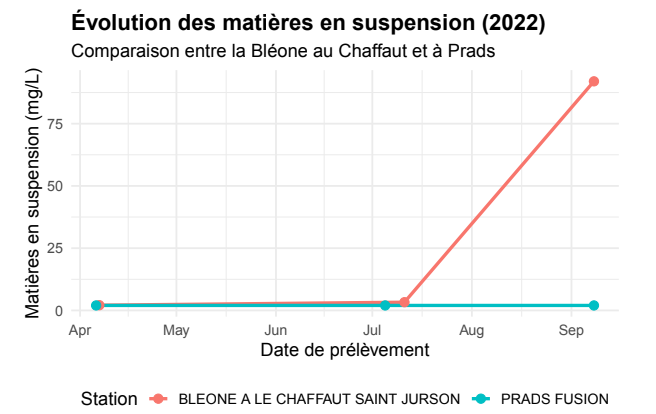 Évolution des matières en suspension (2022)
Comparaison entre la Bléone au Chaffaut et à Prads
Matières en suspension (mg/L)
75
50
25
0
Apr May Jun Jul Aug Sep
Date de prélèvement
Station BLEONE A LE CHAFFAUT SAINT JURSON PRADS FUSION